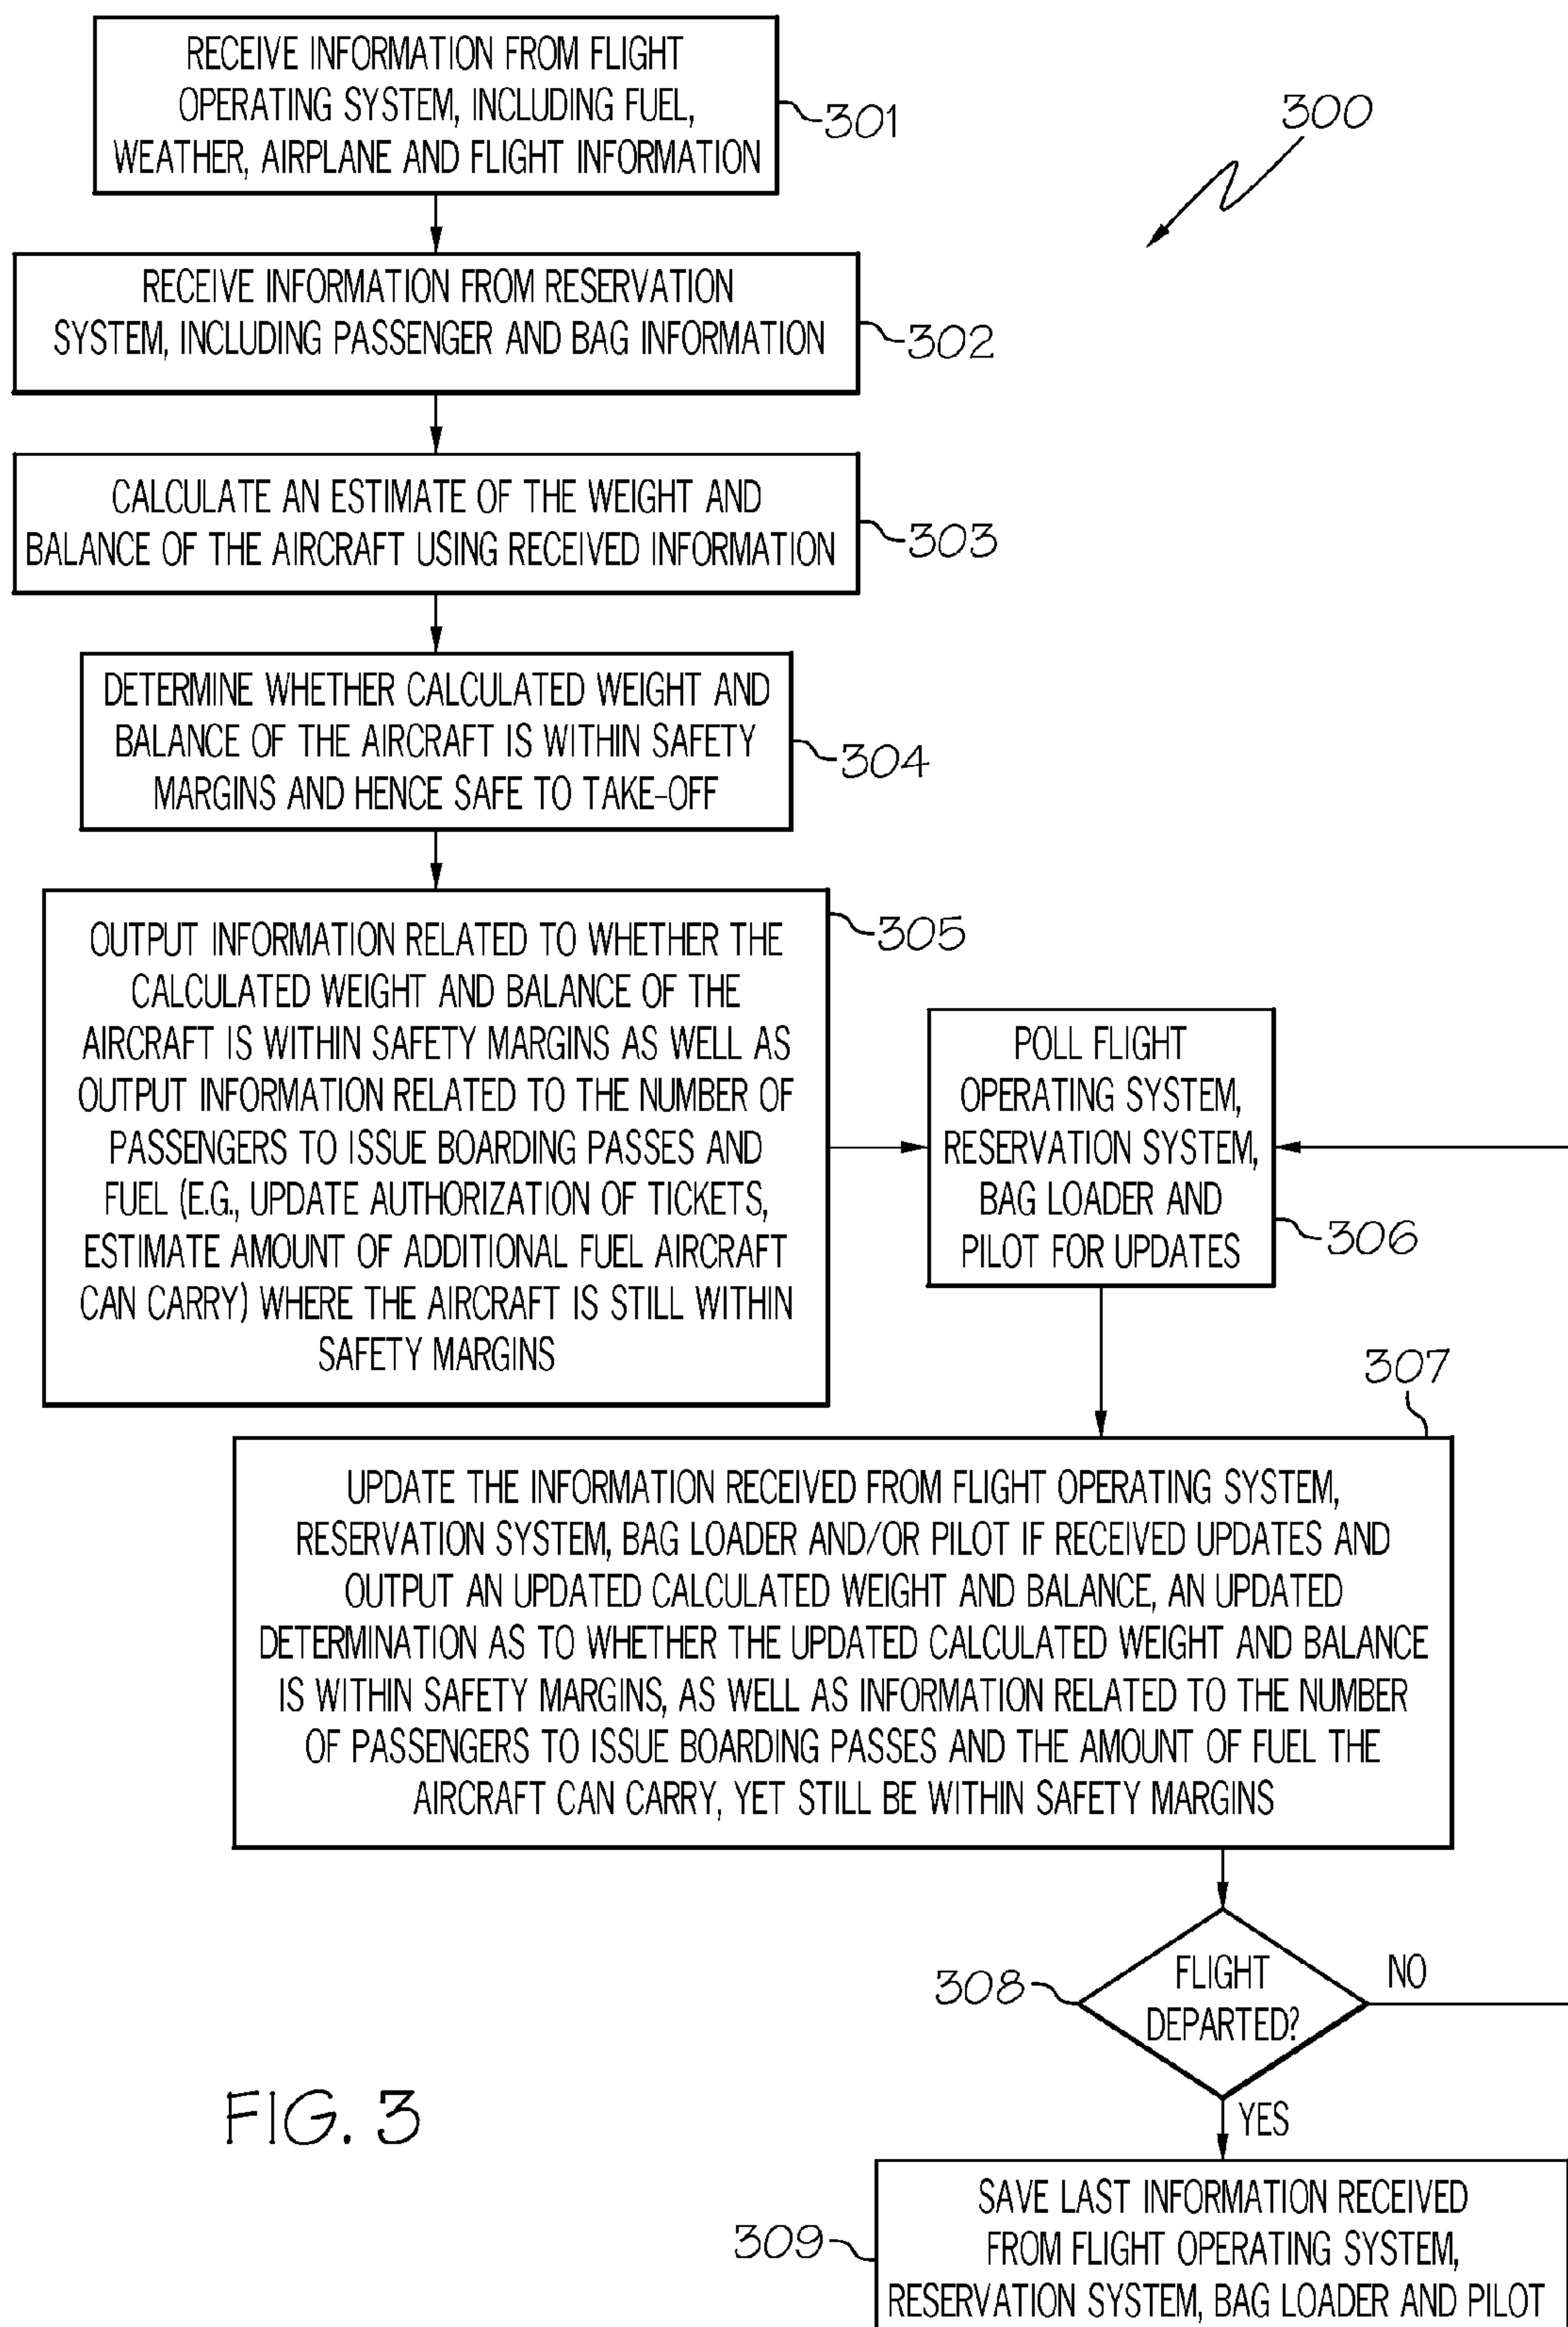 RECEIVE INFORMATION FROM FLIGHT
OPERATING SYSTEM, INCLUDING FUEL,
WEATHER, AIRPLANE AND FLIGHT INFORMATION
301
300
RECEIVE INFORMATION FROM RESERVATION
SYSTEM, INCLUDING PASSENGER AND BAG INFORMATION
302
CALCULATE AN ESTIMATE OF THE WEIGHT AND
BALANCE OF THE AIRCRAFT USING RECEIVED INFORMATION
303
DETERMINE WHETHER CALCULATED WEIGHT AND
BALANCE OF THE AIRCRAFT IS WITHIN SAFETY
MARGINS AND HENCE SAFE TO TAKE-OFF
304
OUTPUT INFORMATION RELATED TO WHETHER THE
CALCULATED WEIGHT AND BALANCE OF THE
AIRCRAFT IS WITHIN SAFETY MARGINS AS WELL AS
OUTPUT INFORMATION RELATED TO THE NUMBER OF
PASSENGERS TO ISSUE BOARDING PASSES AND
FUEL (E.G., UPDATE AUTHORIZATION OF TICKETS,
ESTIMATE AMOUNT OF ADDITIONAL FUEL AIRCRAFT
CAN CARRY) WHERE THE AIRCRAFT IS STILL WITHIN
SAFETY MARGINS
305
POLL FLIGHT
OPERATING SYSTEM,
RESERVATION SYSTEM,
BAG LOADER AND
PILOT FOR UPDATES
306
307
UPDATE THE INFORMATION RECEIVED FROM FLIGHT OPERATING SYSTEM,
RESERVATION SYSTEM, BAG LOADER AND/OR PILOT IF RECEIVED UPDATES AND
OUTPUT AN UPDATED CALCULATED WEIGHT AND BALANCE, AN UPDATED
DETERMINATION AS TO WHETHER THE UPDATED CALCULATED WEIGHT AND BALANCE
IS WITHIN SAFETY MARGINS, AS WELL AS INFORMATION RELATED TO THE NUMBER
OF PASSENGERS TO ISSUE BOARDING PASSES AND THE AMOUNT OF FUEL THE
AIRCRAFT CAN CARRY, YET STILL BE WITHIN SAFETY MARGINS
308
FLIGHT
DEPARTED?
NO
YES
FIG. 3
309
SAVE LAST INFORMATION RECEIVED
FROM FLIGHT OPERATING SYSTEM,
RESERVATION SYSTEM, BAG LOADER AND PILOT